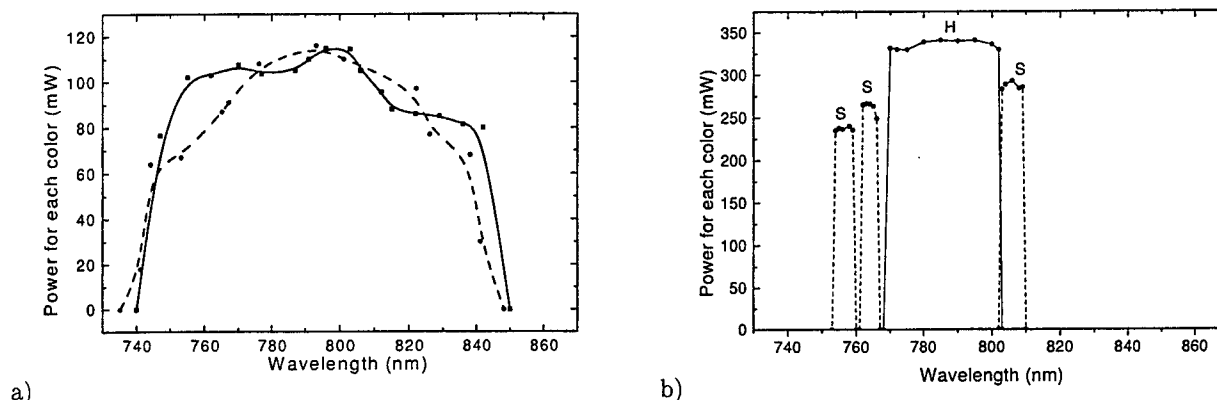 Power for each color (mW)
120
100
80
60
40
20
0
740 760 780 800 820 840 860
Wavelength (nm)
a)
Power for each color (mW)
350
300
250
200
150
100
50
0
H
S
S
S
740 760 780 800 820 840 860
Wavelength (nm)
b)